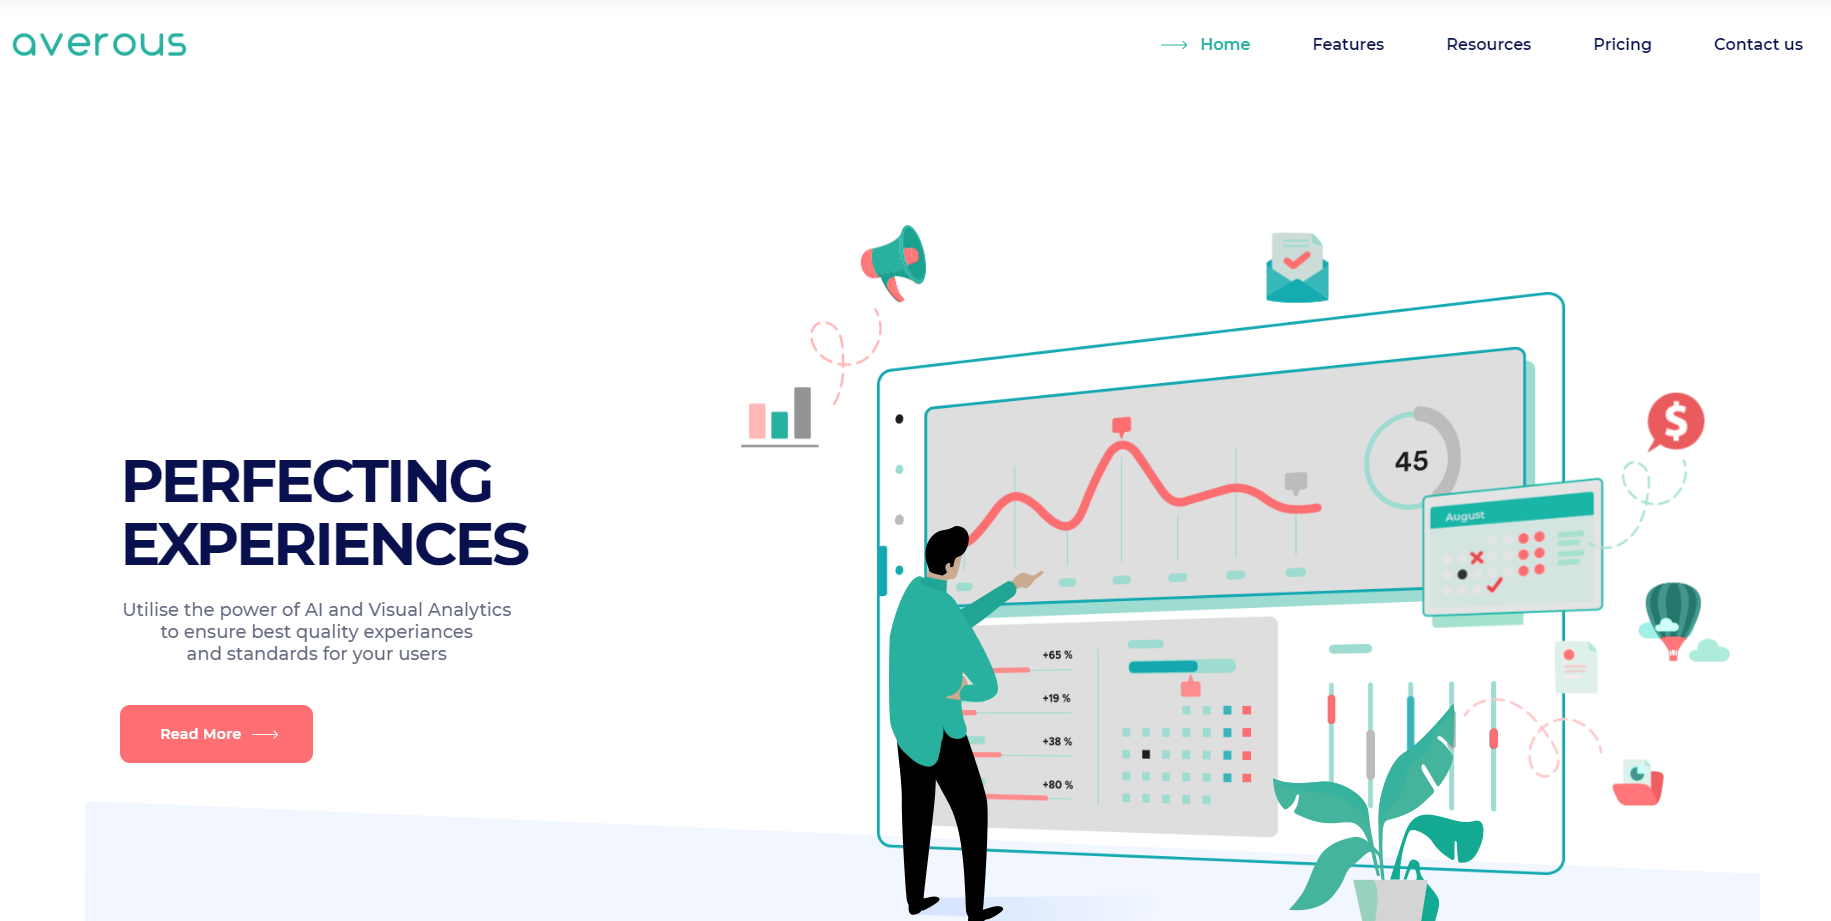 averous
Home
Features
Resources
Pricing
Contact us
45
August
PERFECTING
EXPERIENCES
Utilise the power of AI and Visual Analytics
to ensure best quality experiances
and standards for your users
Read More
+65 %
+19 %
+38 %
+80 %
$